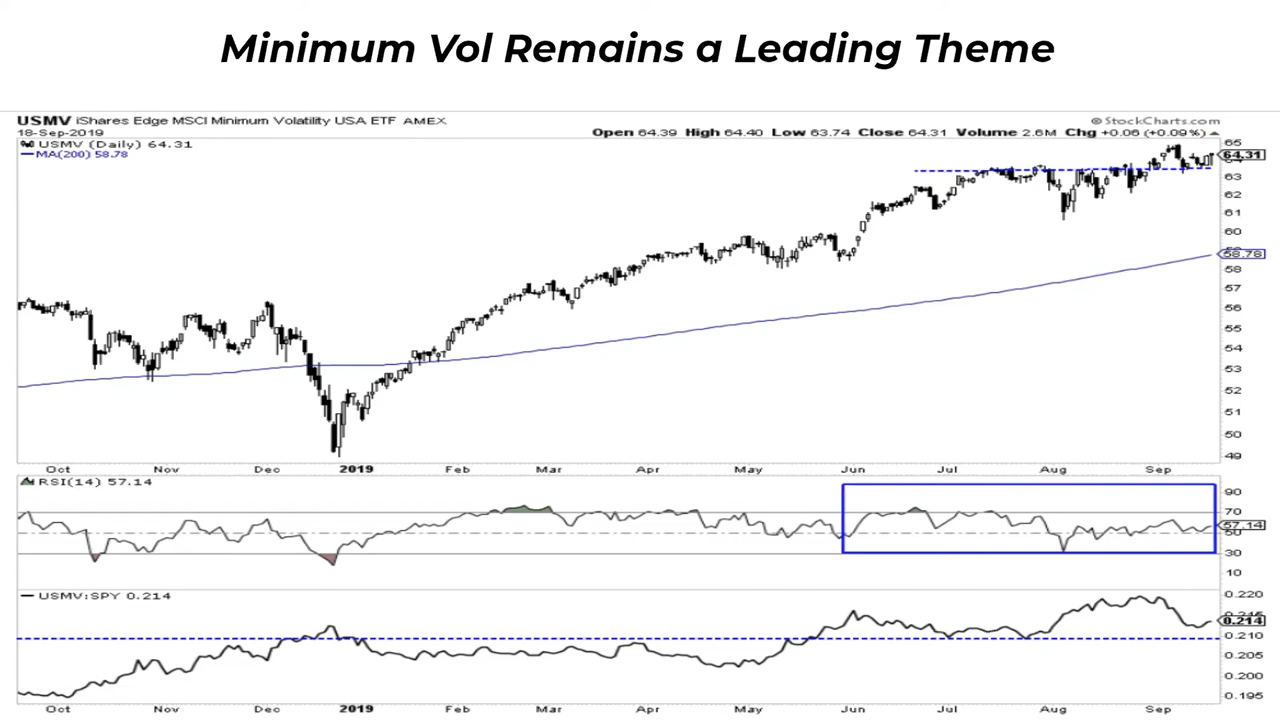 Minimum Vol Remains a Leading Theme
USMV iShares Edge MSCI Minimum Volatility USA ETF AMEX
© StockCharts.com
18-Sep-2019
Open 64.39 High 64.40 Low 63.74 Close 64.31 Volume 2.6M Chg +0.06 (+0.09%)
USMV (Daily) 64.31
MA(200) 58.78
65
64.31
63
62
61
60
58.78
58
57
56
55
54
53
52
51
50
49
Oct Nov Dec 2019 Feb Mar Apr May Jun Jul Aug Sep
RSI(14) 57.14
90
70
57.14
50
30
10
USMV:SPY 0.214
0.220
0.215
0.214
0.210
0.205
0.200
0.195
Oct Nov Dec 2019 Feb Mar Apr May Jun Jul Aug Sep